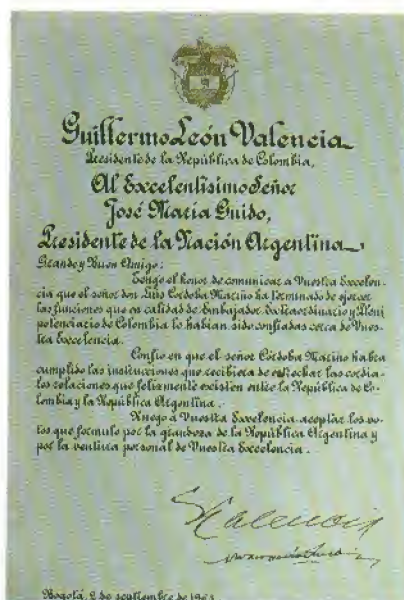 Guillermo León Valencia
Presidente de la República de Colombia,
Al Excelentísimo Señor
José María Guido,
Presidente de la Nación Argentina
Grande y Buen Amigo:
Tengo el honor de comunicar a Vuestra Excelen-
cia que el señor don Luis Córdoba Mariño ha terminado de ejercer
las funciones que en calidad de Embajador Extraordinario y Pleni
potenciario de Colombia le habían sido confiadas cerca de Vues-
tra Excelencia.
Confío en que el señor Córdoba Mariño habrá
cumplido las instrucciones que recibiera de estrechar las cordia-
les relaciones que felizmente existen entre la República de Co-
lombia y la República Argentina.
Ruego a Vuestra Excelencia aceptar los vo-
tos que formulo por la grandeza de la República Argentina y
por la ventura personal de Vuestra Excelencia.
Valencia
Bogotá, 2 de septiembre de